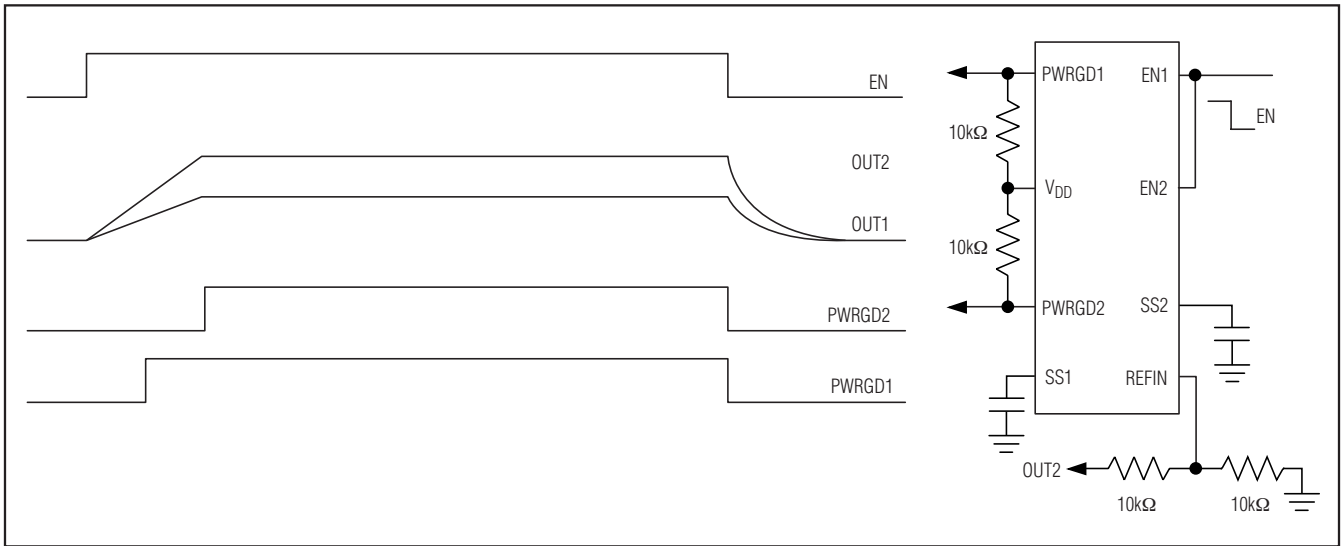 EN
OUT2
OUT1
PWRGD2
PWRGD1
PWRGD1
EN1
10kΩ
EN
VDD
EN2
10kΩ
PWRGD2
SS2
SS1
REFIN
OUT2
10kΩ
10kΩ